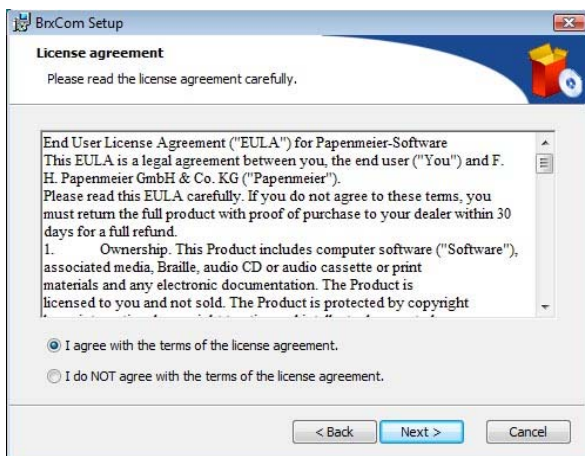 BrxCom Setup
License agreement
Please read the license agreement carefully.
End User License Agreement ("EULA") for Papenmeier-Software
This EULA is a legal agreement between you, the end user ("You") and F.
H. Papenmeier GmbH & Co. KG ("Papenmeier").
Please read this EULA carefully. If you do not agree to these terms, you
must return the full product with proof of purchase to your dealer within 30
days for a full refund.
1. Ownership. This Product includes computer software ("Software"),
associated media, Braille, audio CD or audio cassette or print
materials and any electronic documentation. The Product is
licensed to you and not sold. The Product is protected by copyright
I agree with the terms of the license agreement.
I do NOT agree with the terms of the license agreement.
< Back
Next >
Cancel